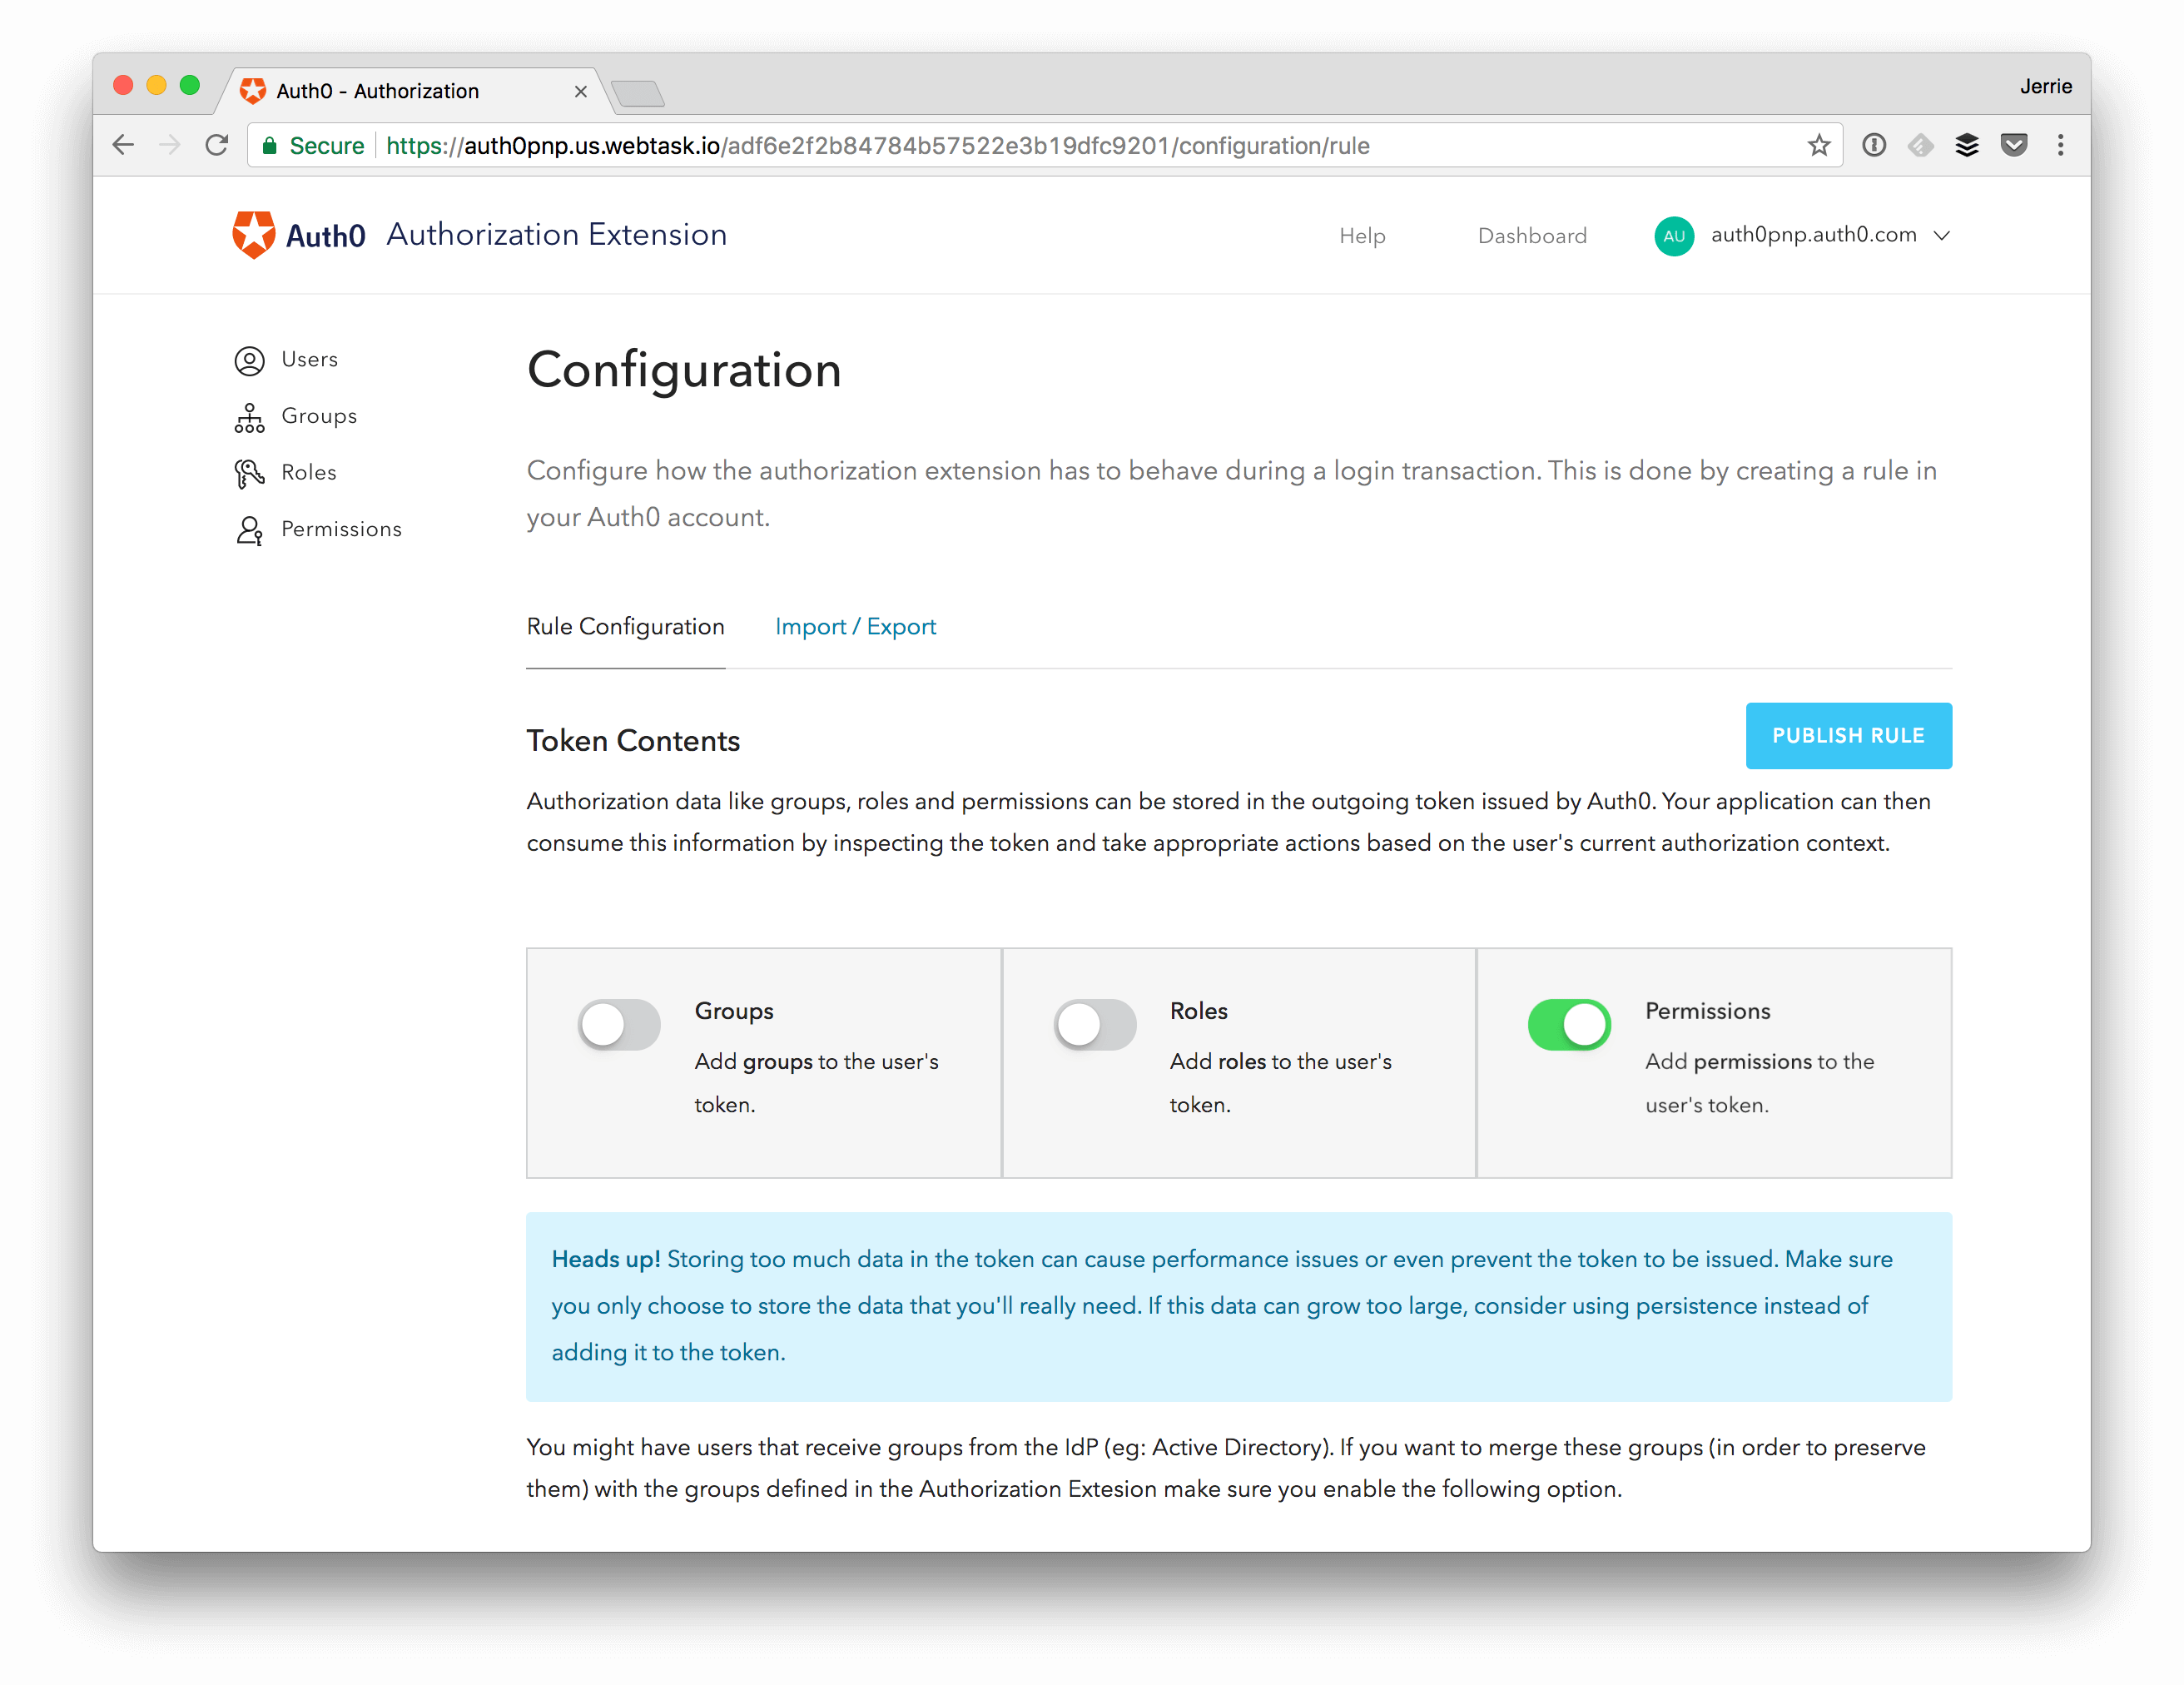 Auth0 - Authorization
Jerrie
Secure https://auth0pnp.us.webtask.io/adf6e2f2b84784b57522e3b19dfc9201/configuration/rule
Auth0 Authorization Extension
Help
Dashboard
AU auth0pnp.auth0.com
Users
Groups
Roles
Permissions
Configuration
Configure how the authorization extension has to behave during a login transaction. This is done by creating a rule in
your Auth0 account.
Rule Configuration
Import / Export
Token Contents
PUBLISH RULE
Authorization data like groups, roles and permissions can be stored in the outgoing token issued by Auth0. Your application can then
consume this information by inspecting the token and take appropriate actions based on the user's current authorization context.
Groups
Add groups to the user's
token.
Roles
Add roles to the user's
token.
Permissions
Add permissions to the
user's token.
Heads up! Storing too much data in the token can cause performance issues or even prevent the token to be issued. Make sure
you only choose to store the data that you'll really need. If this data can grow too large, consider using persistence instead of
adding it to the token.
You might have users that receive groups from the IdP (eg: Active Directory). If you want to merge these groups (in order to preserve
them) with the groups defined in the Authorization Extesion make sure you enable the following option.